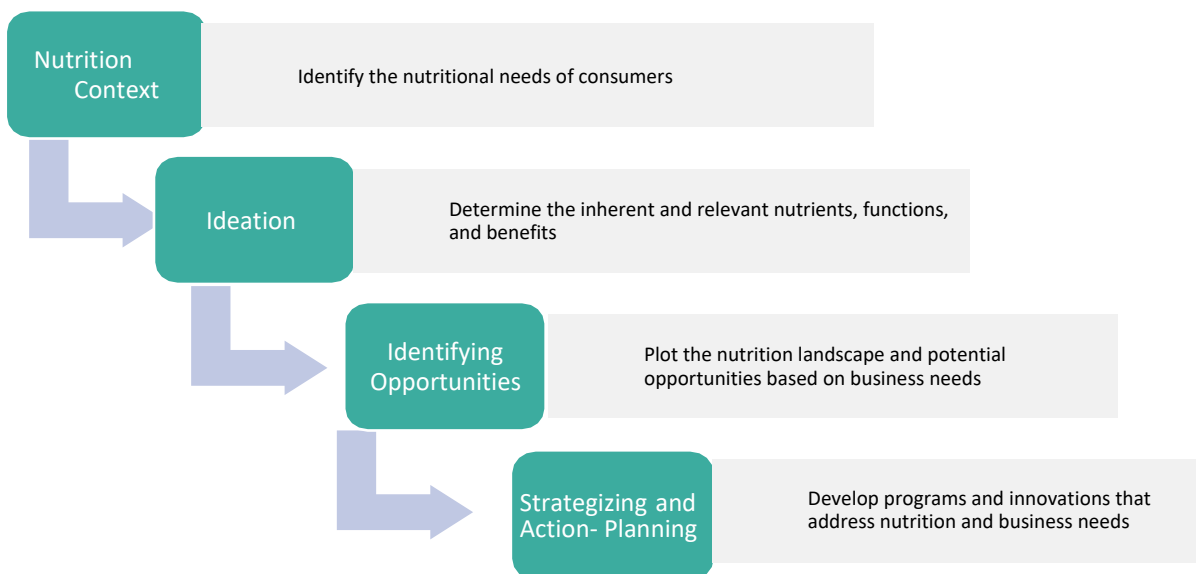 Nutrition
Context
Identify the nutritional needs of consumers
Ideation
Determine the inherent and relevant nutrients, functions,
and benefits
Identifying
Opportunities
Plot the nutrition landscape and potential
opportunities based on business needs
Strategizing and
Action- Planning
Develop programs and innovations that
address nutrition and business needs